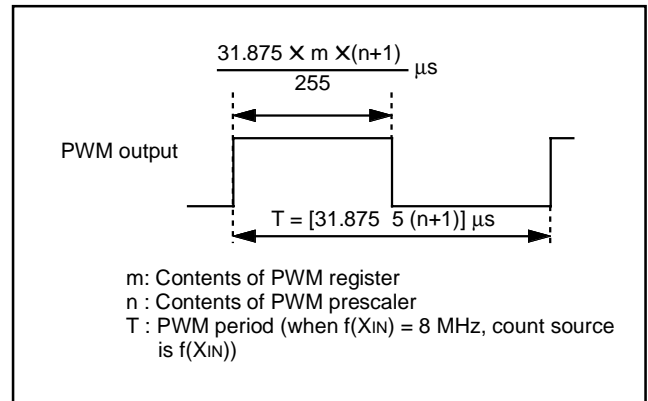 31.875 × m ×(n+1)
255
μs
PWM output
T = [31.875 5 (n+1)] μs
m: Contents of PWM register
n : Contents of PWM prescaler
T : PWM period (when f(XIN) = 8 MHz, count source
is f(XIN))